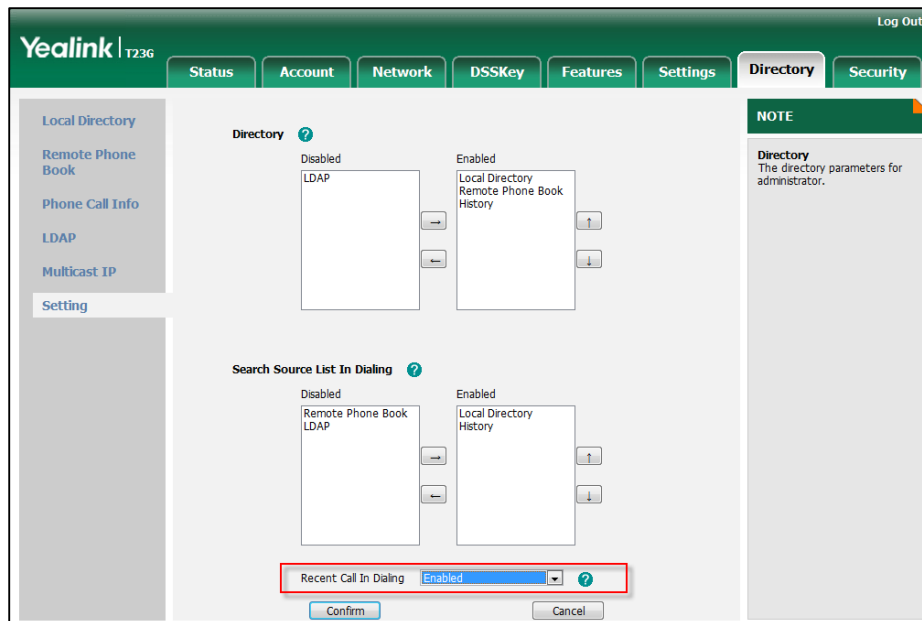 Log Out
Yealink T23G
Status Account Network DSSKey Features Settings Directory Security
Local Directory
Remote Phone
Book
Phone Call Info
LDAP
Multicast IP
Setting
Directory ?
Disabled Enabled
LDAP
Local Directory
Remote Phone Book
History
→
←
↑
↓
Search Source List In Dialing ?
Disabled Enabled
Remote Phone Book
LDAP
Local Directory
History
→
←
↑
↓
Recent Call In Dialing Enabled ?
Confirm Cancel
NOTE
Directory
The directory parameters for
administrator.